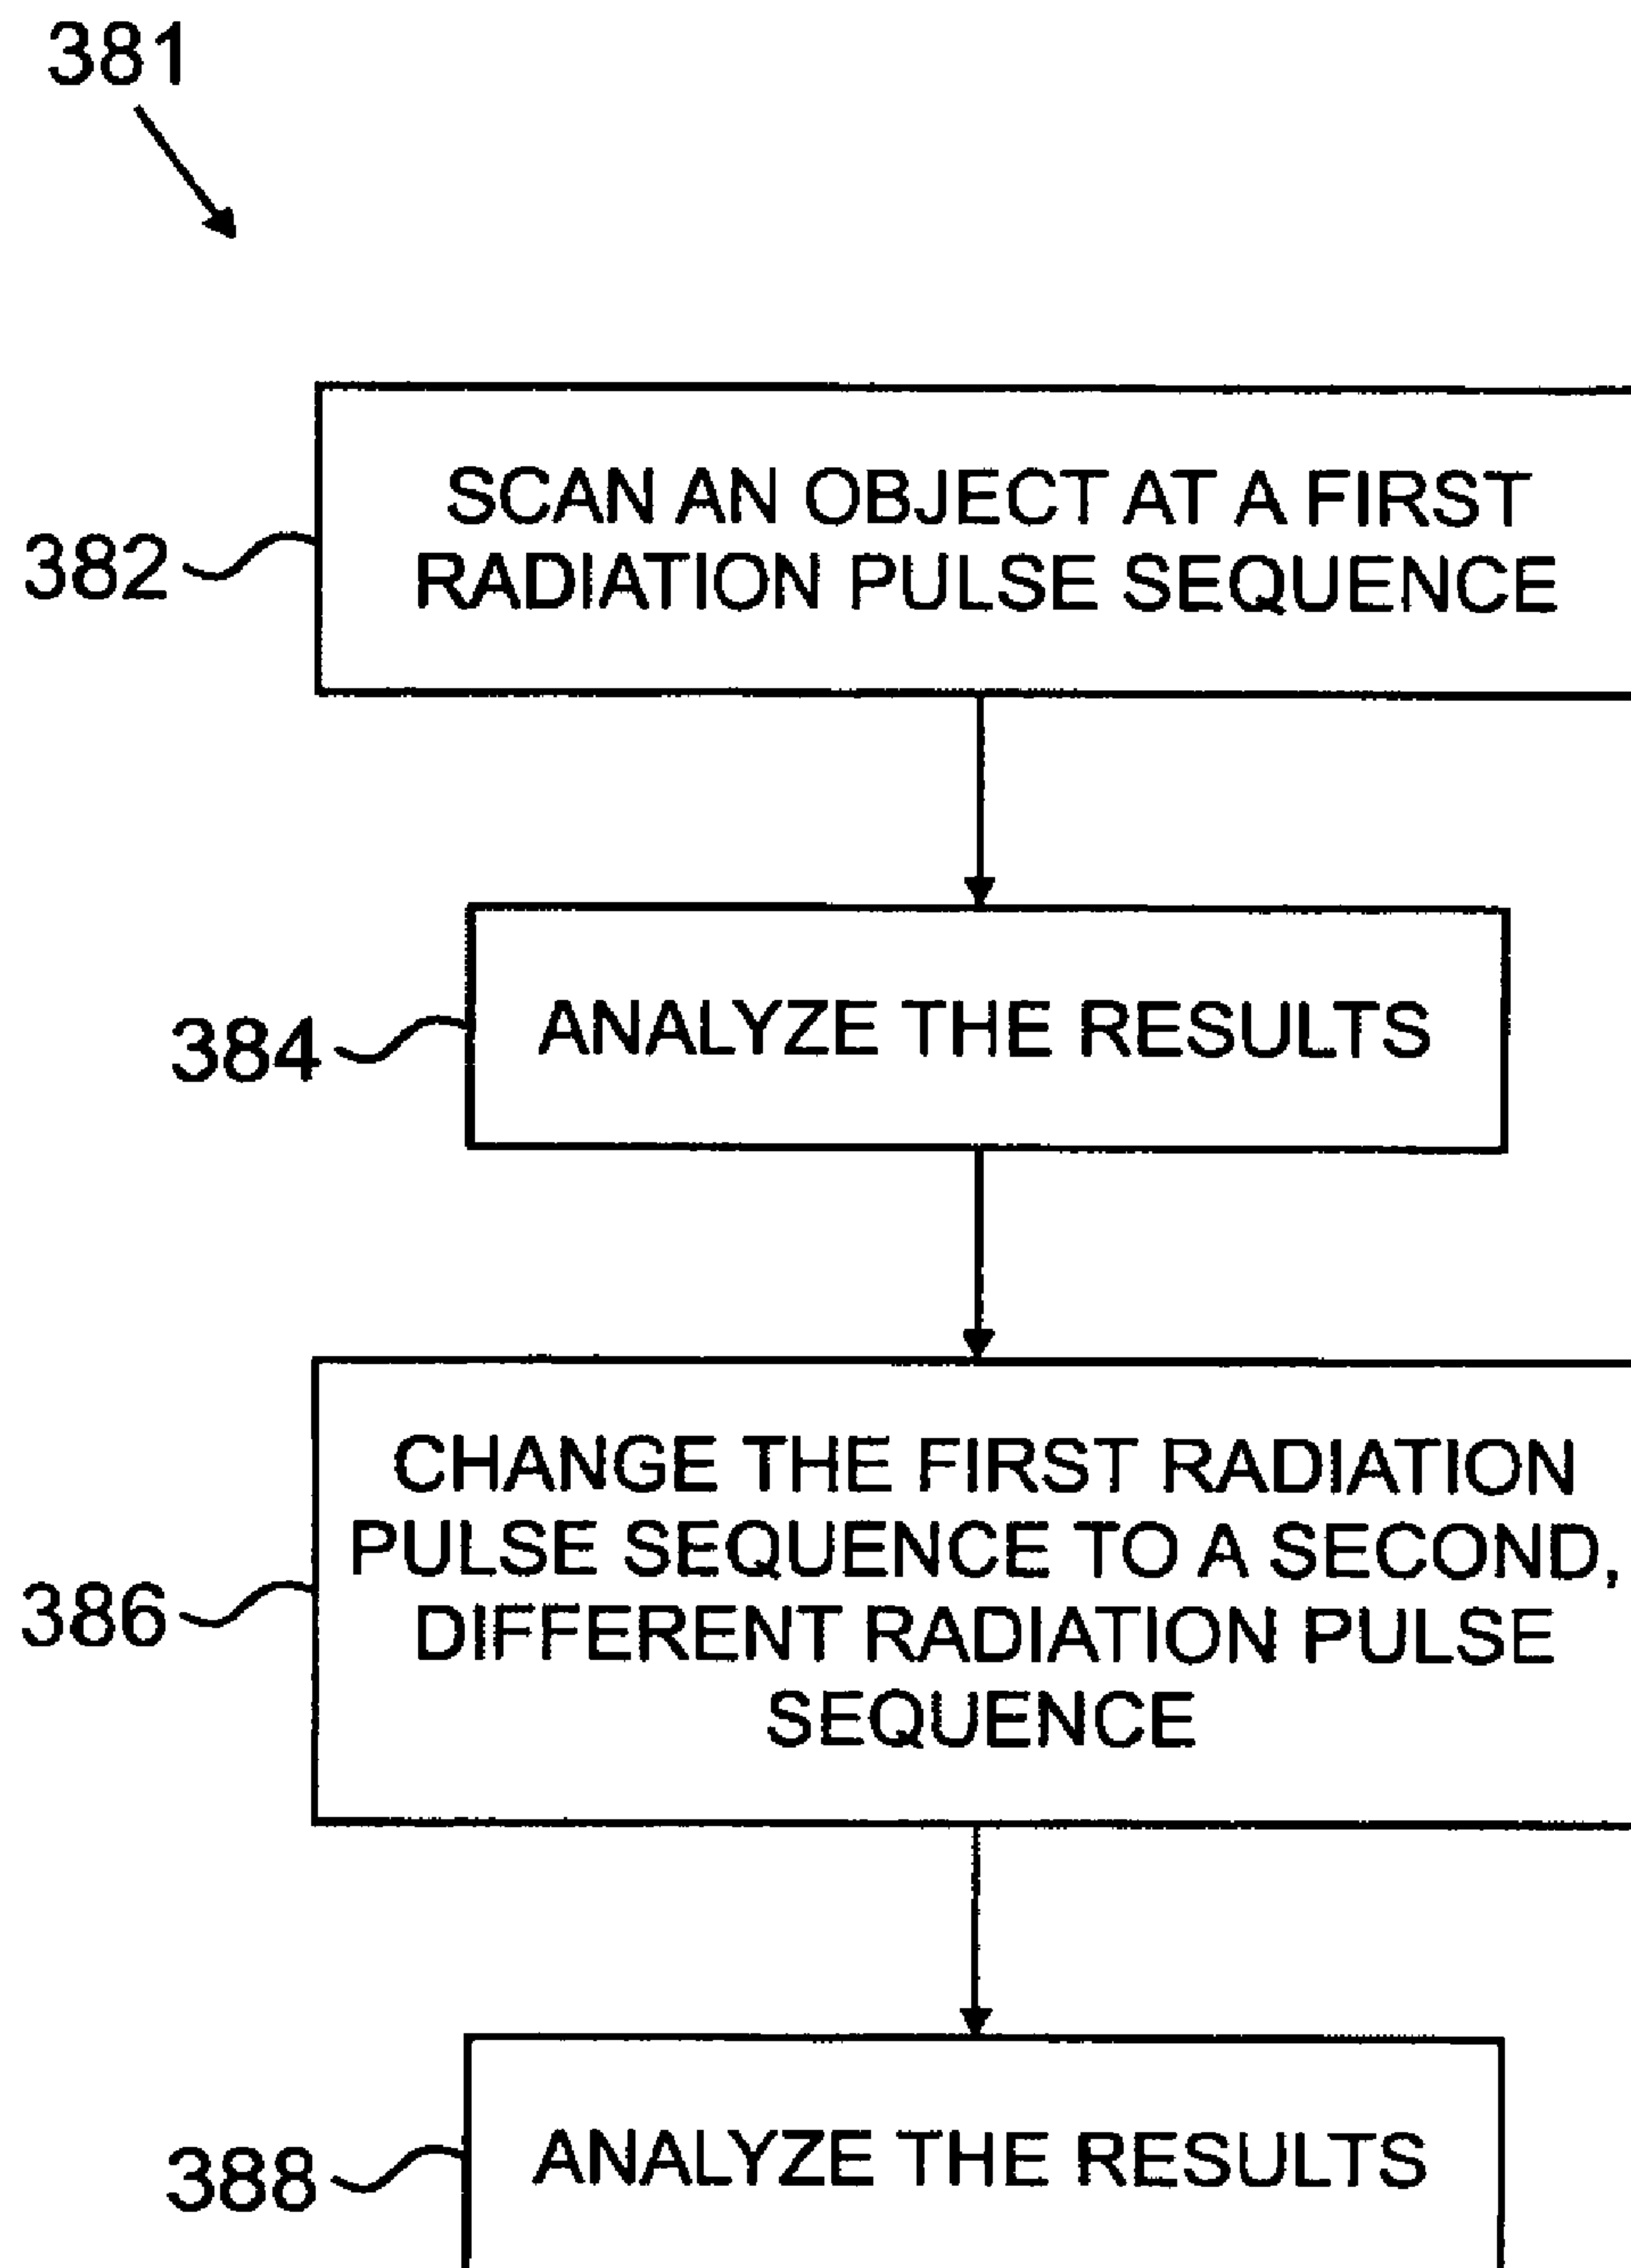 381
SCAN AN OBJECT AT A FIRST
RADIATION PULSE SEQUENCE
382
ANALYZE THE RESULTS
384
CHANGE THE FIRST RADIATION
PULSE SEQUENCE TO A SECOND,
DIFFERENT RADIATION PULSE
SEQUENCE
386
ANALYZE THE RESULTS
388